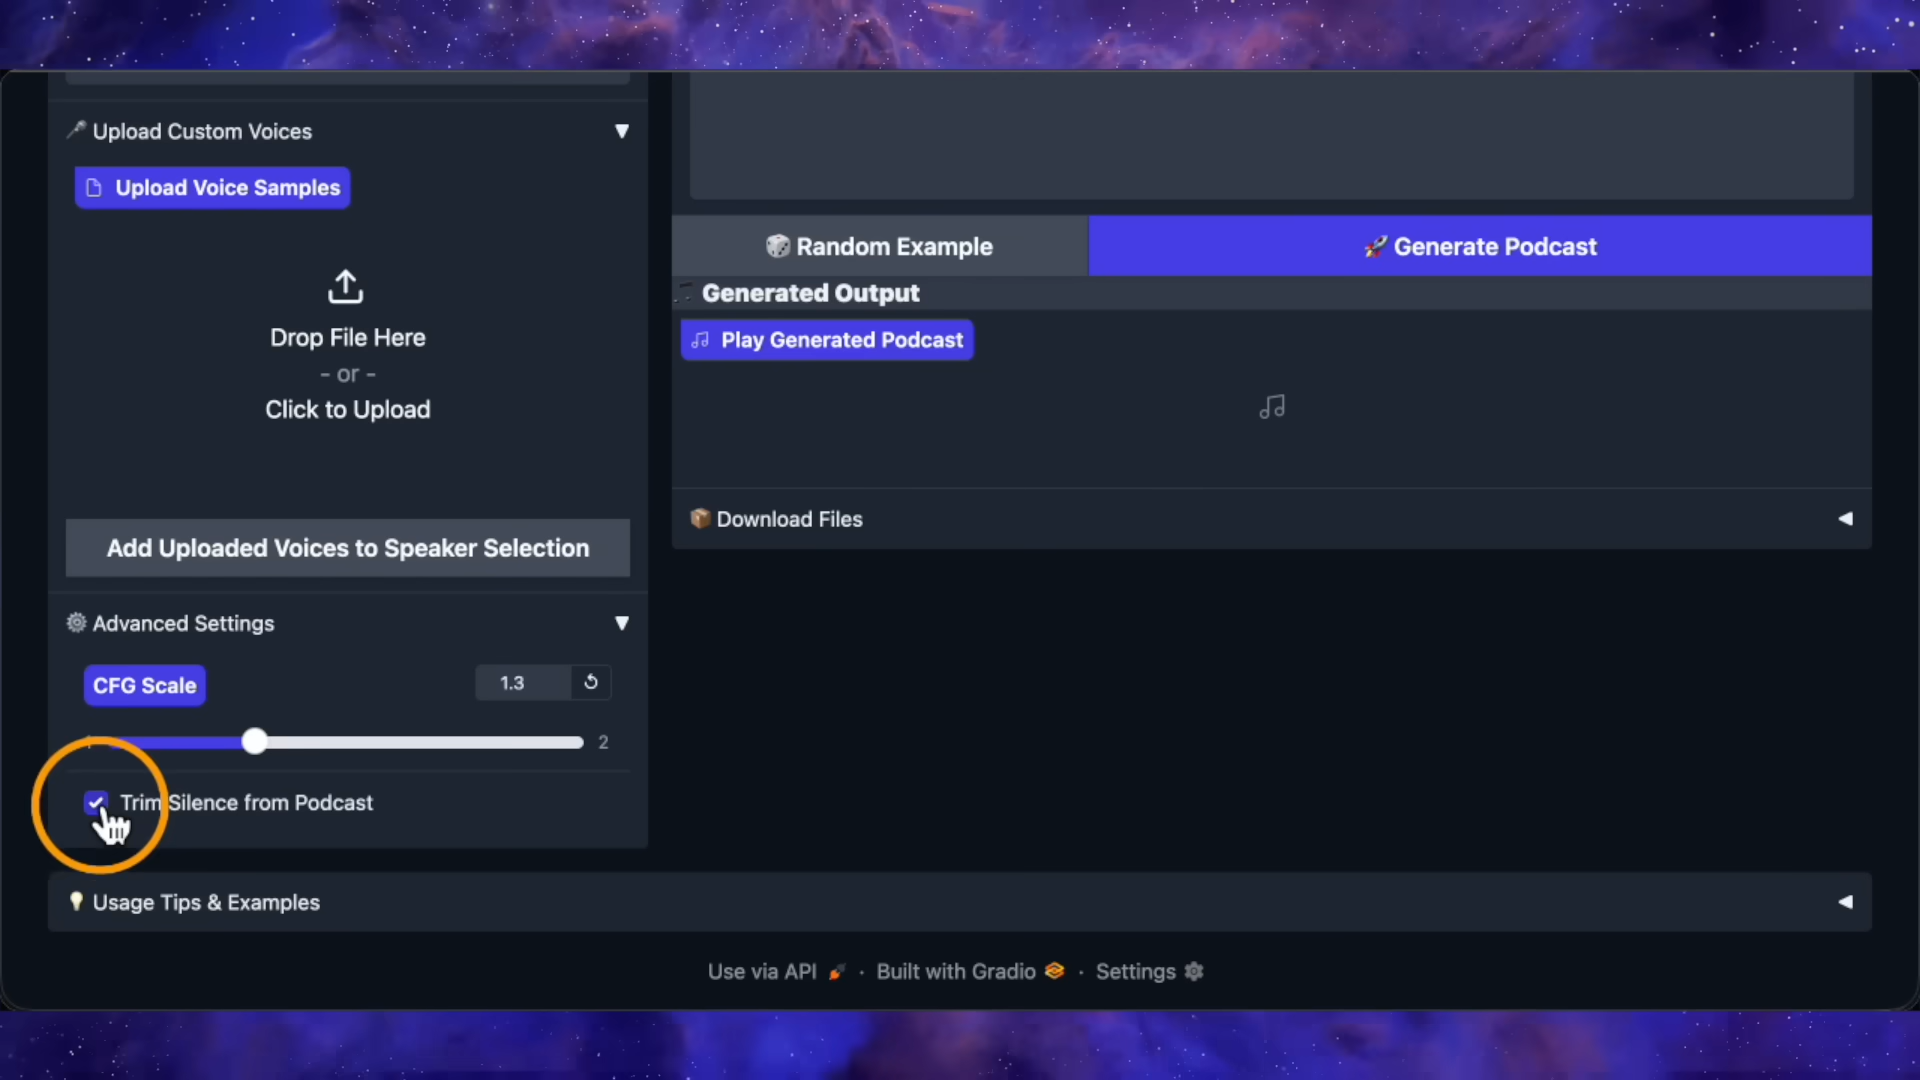 Upload Custom Voices
Upload Voice Samples
Drop File Here
- or -
Click to Upload
Add Uploaded Voices to Speaker Selection
Advanced Settings
CFG Scale
1.3
2
Trim Silence from Podcast
Random Example
Generate Podcast
Generated Output
Play Generated Podcast
Download Files
Usage Tips & Examples
Use via API · Built with Gradio · Settings